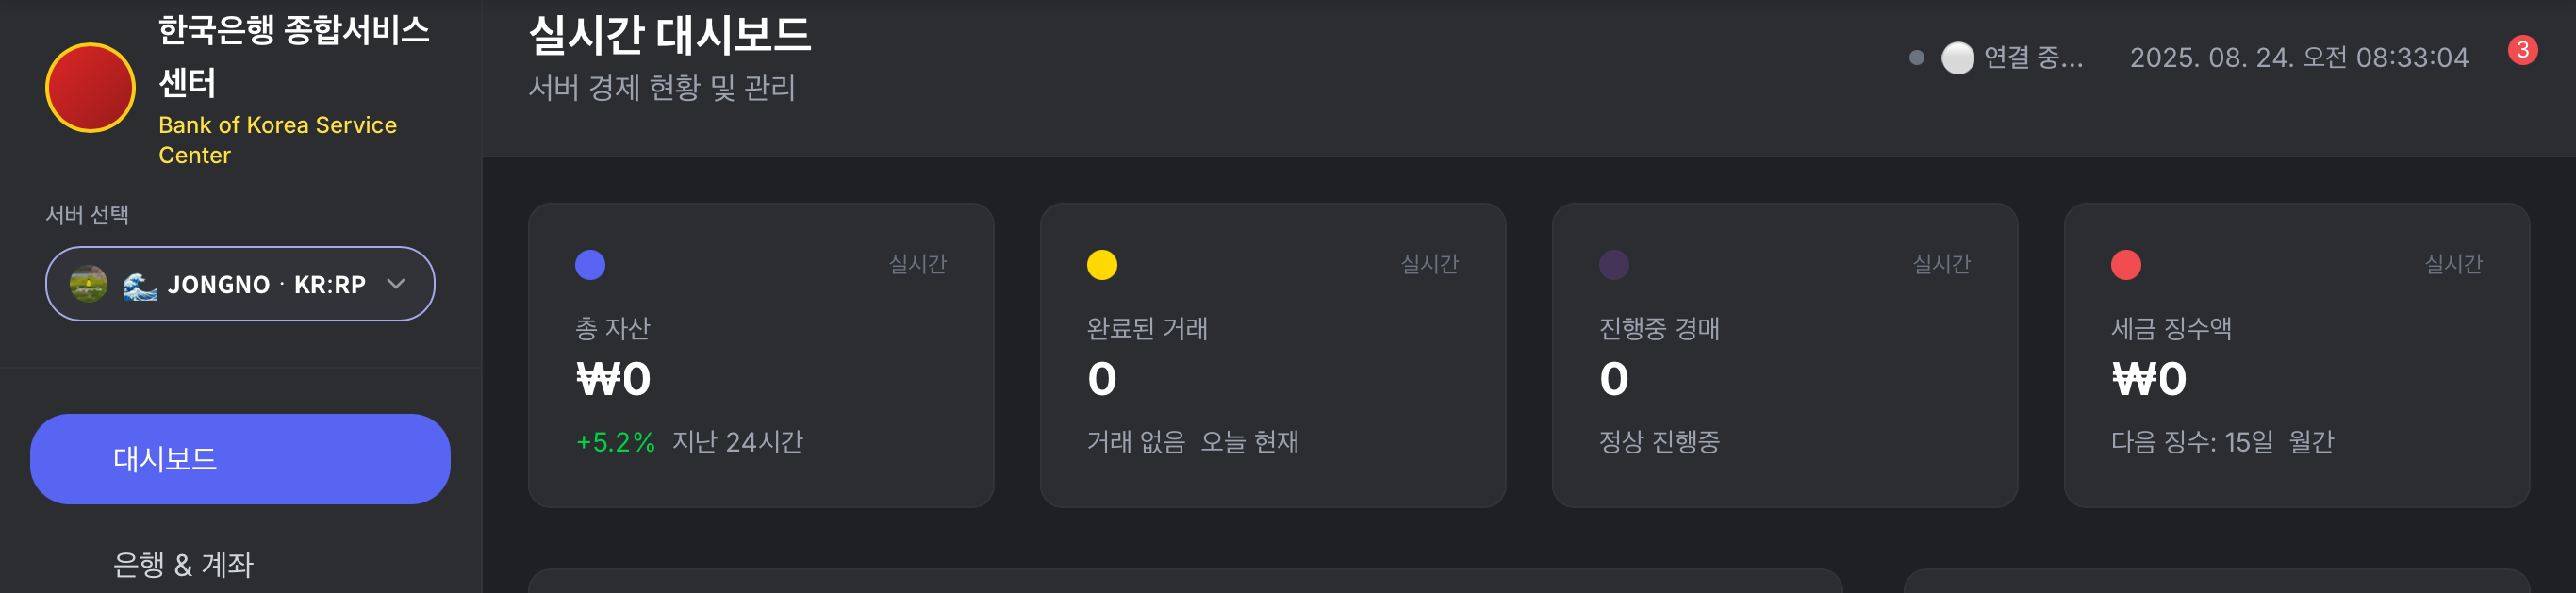 한국은행 종합서비스
센터
Bank of Korea Service
Center
서버 선택
🌊 JONGNO · KR:RP
대시보드
은행 & 계좌
실시간 대시보드
서버 경제 현황 및 관리
⚪ 연결 중...
2025. 08. 24. 오전 08:33:04
3
실시간
총 자산
₩0
+5.2% 지난 24시간
실시간
완료된 거래
0
거래 없음 오늘 현재
실시간
진행중 경매
0
정상 진행중
실시간
세금 징수액
₩0
다음 징수: 15일 월간